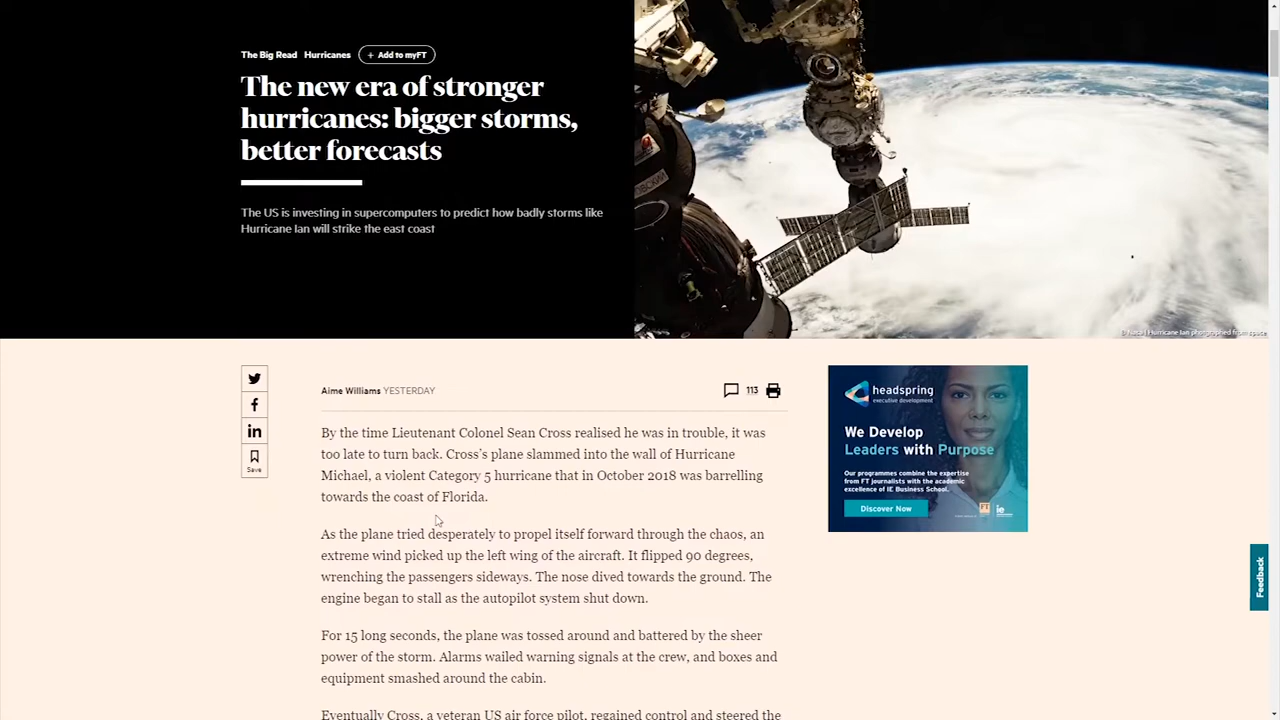 The Big Read Hurricanes + Add to myFT
The new era of stronger
hurricanes: bigger storms,
better forecasts
The US is investing in supercomputers to predict how badly storms like
Hurricane Ian will strike the east coast
© Nasa | Hurricane Ian photographed from space
Aime Williams YESTERDAY
113
Save
By the time Lieutenant Colonel Sean Cross realised he was in trouble, it was
too late to turn back. Cross’s plane slammed into the wall of Hurricane
Michael, a violent Category 5 hurricane that in October 2018 was barrelling
towards the coast of Florida.
As the plane tried desperately to propel itself forward through the chaos, an
extreme wind picked up the left wing of the aircraft. It flipped 90 degrees,
wrenching the passengers sideways. The nose dived towards the ground. The
engine began to stall as the autopilot system shut down.
For 15 long seconds, the plane was tossed around and battered by the sheer
power of the storm. Alarms wailed warning signals at the crew, and boxes and
equipment smashed around the cabin.
Eventually Cross, a veteran US air force pilot, regained control and steered the
headspring
executive development
We Develop
Leaders with Purpose
Our programmes combine the expertise
from FT journalists with the academic
excellence of IE Business School.
Discover Now
FT
ie
Feedback